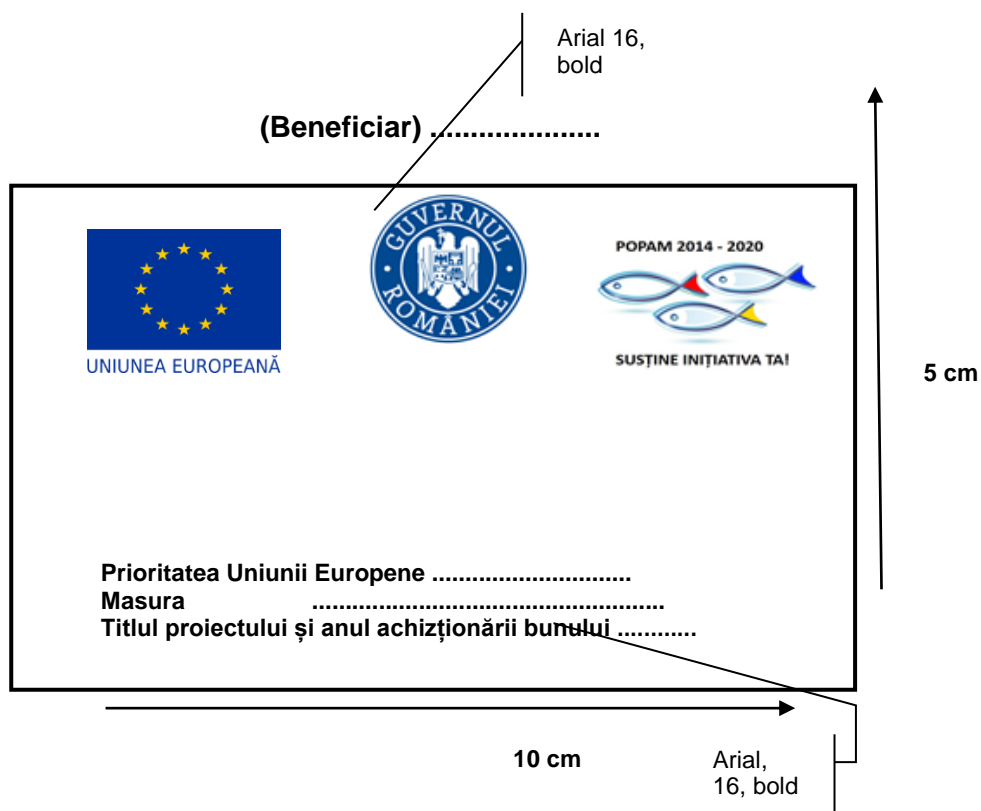 Arial 16,
bold
(Beneficiar) .....................
GUVERNUL ROMÂNIEI
POPAM 2014 - 2020
UNIUNEA EUROPEANĂ
SUSȚINE INIȚIATIVA TA!
5 cm
Prioritatea Uniunii Europene ..............................
Masura .....................................................
Titlul proiectului și anul achizționării bunului ............
10 cm
Arial,
16, bold